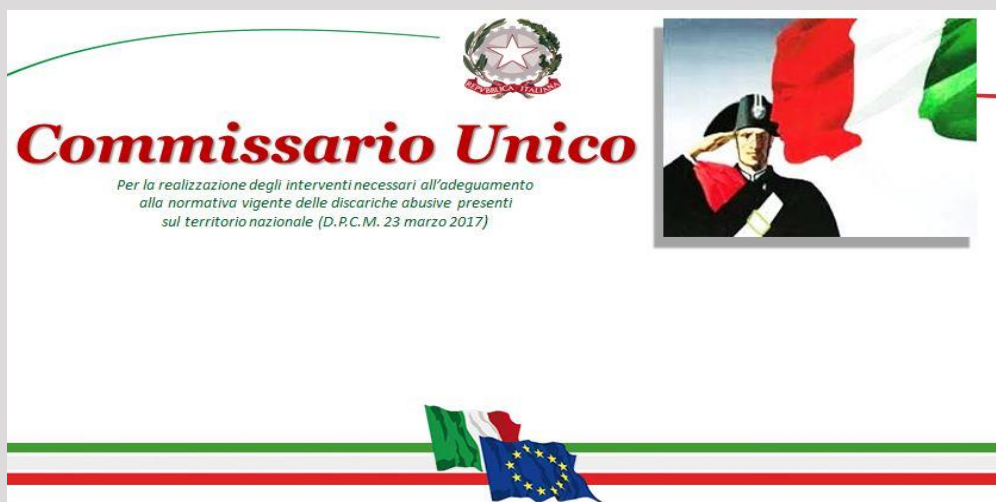 REPVBBLICA ITALIANA
Commissario Unico
Per la realizzazione degli interventi necessari all'adeguamento
alla normativa vigente delle discariche abusive presenti
sul territorio nazionale (D.P.C.M. 23 marzo 2017)